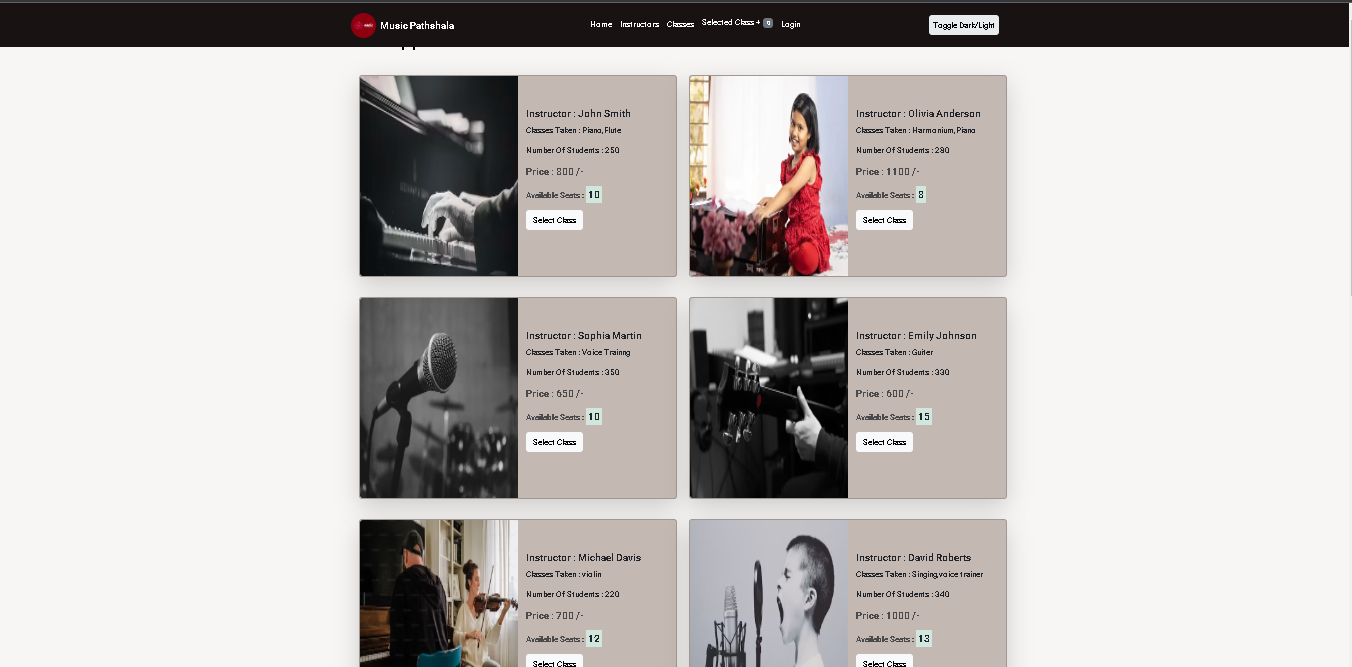 Music Pathshala
Home Instructors Classes Selected Class + 0 Login
Toggle Dark/Light
Instructor : John Smith
Classes Taken : Piano, Flute
Number Of Students : 250
Price : 800 /-
Available Seats : 10
Select Class
Instructor : Olivia Anderson
Classes Taken : Harmonium, Piano
Number Of Students : 280
Price : 1100 /-
Available Seats : 8
Select Class
Instructor : Sophia Martin
Classes Taken : Voice Trainng
Number Of Students : 350
Price : 650 /-
Available Seats : 10
Select Class
Instructor : Emily Johnson
Classes Taken : Guiter
Number Of Students : 330
Price : 600 /-
Available Seats : 15
Select Class
Instructor : Michael Davis
Classes Taken : violin
Number Of Students : 220
Price : 700 /-
Available Seats : 12
Select Class
Instructor : David Roberts
Classes Taken : Singing,voice trainer
Number Of Students : 340
Price : 1000 /-
Available Seats : 13
Select Class